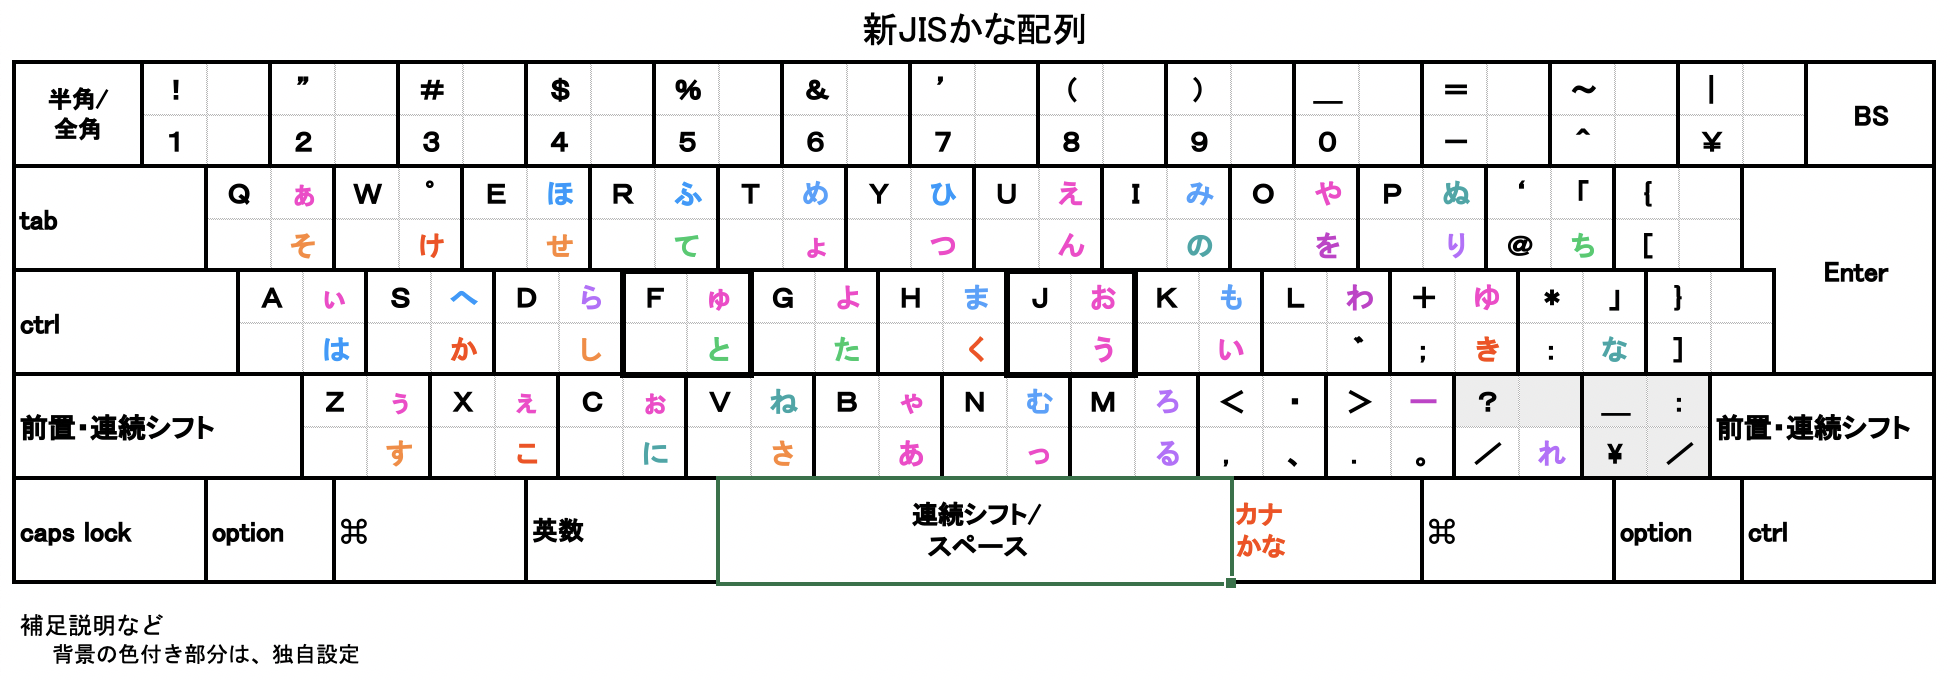 新JISかな配列
半角/
全角
! ” # $ % & ’ ( ) ＿ = ~ |
1 2 3 4 5 6 7 8 9 0 − ^ ¥
BS
tab
Q ぁ W ゜ E ほ R ふ T め Y ひ U え I み O や P ぬ ‘ 「 {
そ け せ て ょ つ ん の を り @ ち [
Enter
ctrl
A ぃ S へ D ら F ゅ G よ H ま J お K も L わ + ゆ * 」 }
は か し と た く う い ゛ ; き : な ]
前置・連続シフト
Z ぅ X ぇ C ぉ V ね B ゃ N む M ろ < ・ > ー ? ＿ :
す こ に さ あ っ る , 、 . 。 ／ れ ¥ ／
前置・連続シフト
caps lock
option
⌘
英数
連続シフト/
スペース
カナ
かな
⌘
option
ctrl
補足説明など
背景の色付き部分は、独自設定